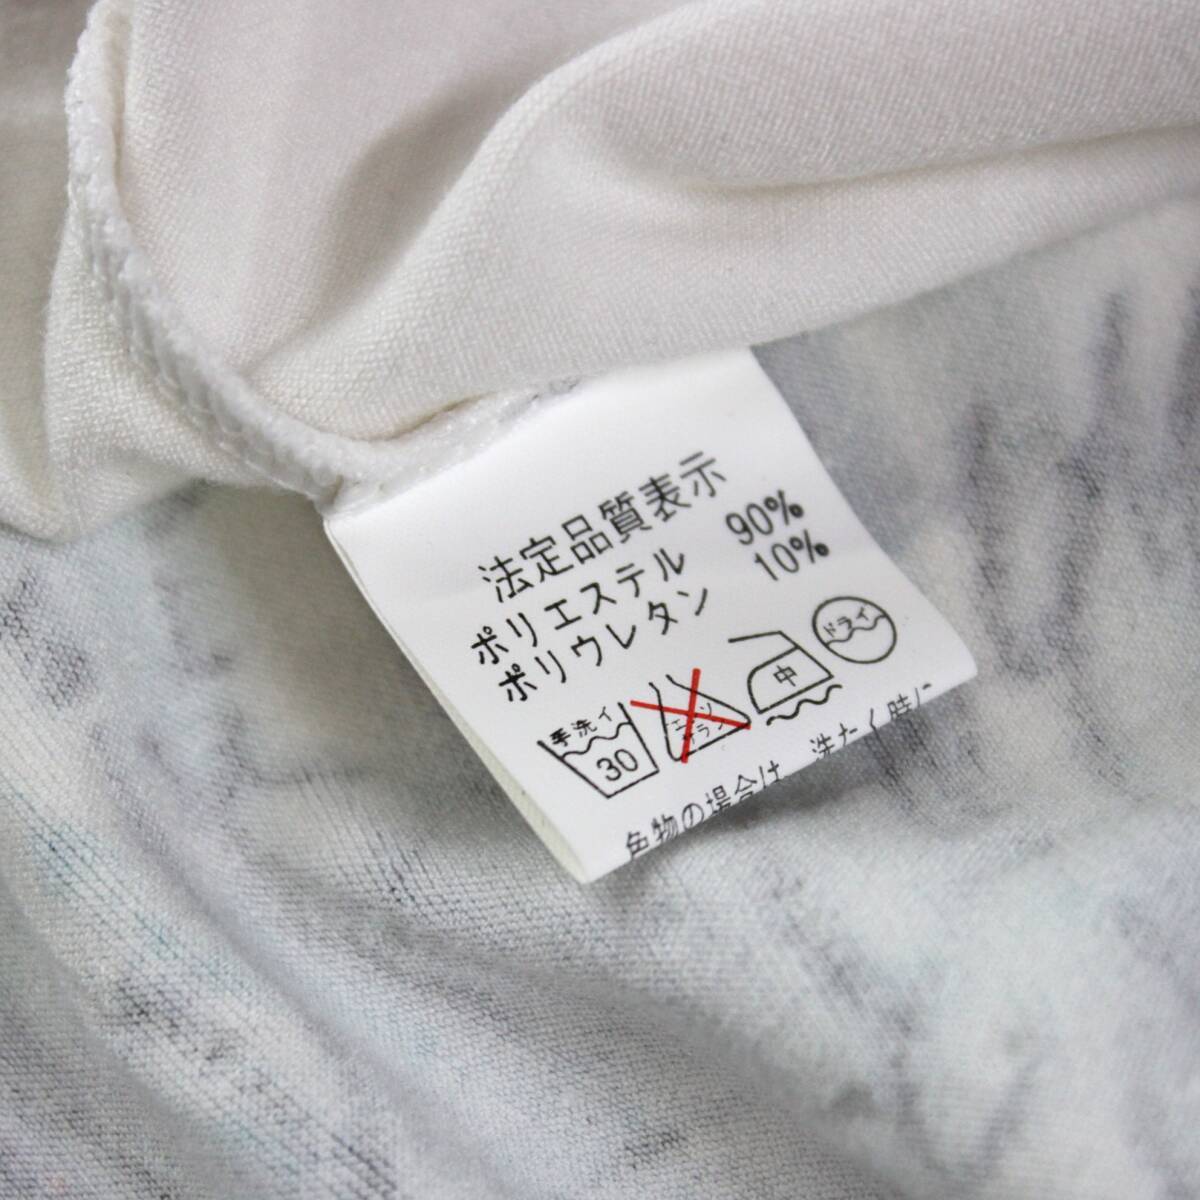 法定品質表示
ポリエステル 90%
ポリウレタン 10%
手洗イ 30 エンソ サラシ 中 ドライ
色物の場合は、洗たく時に